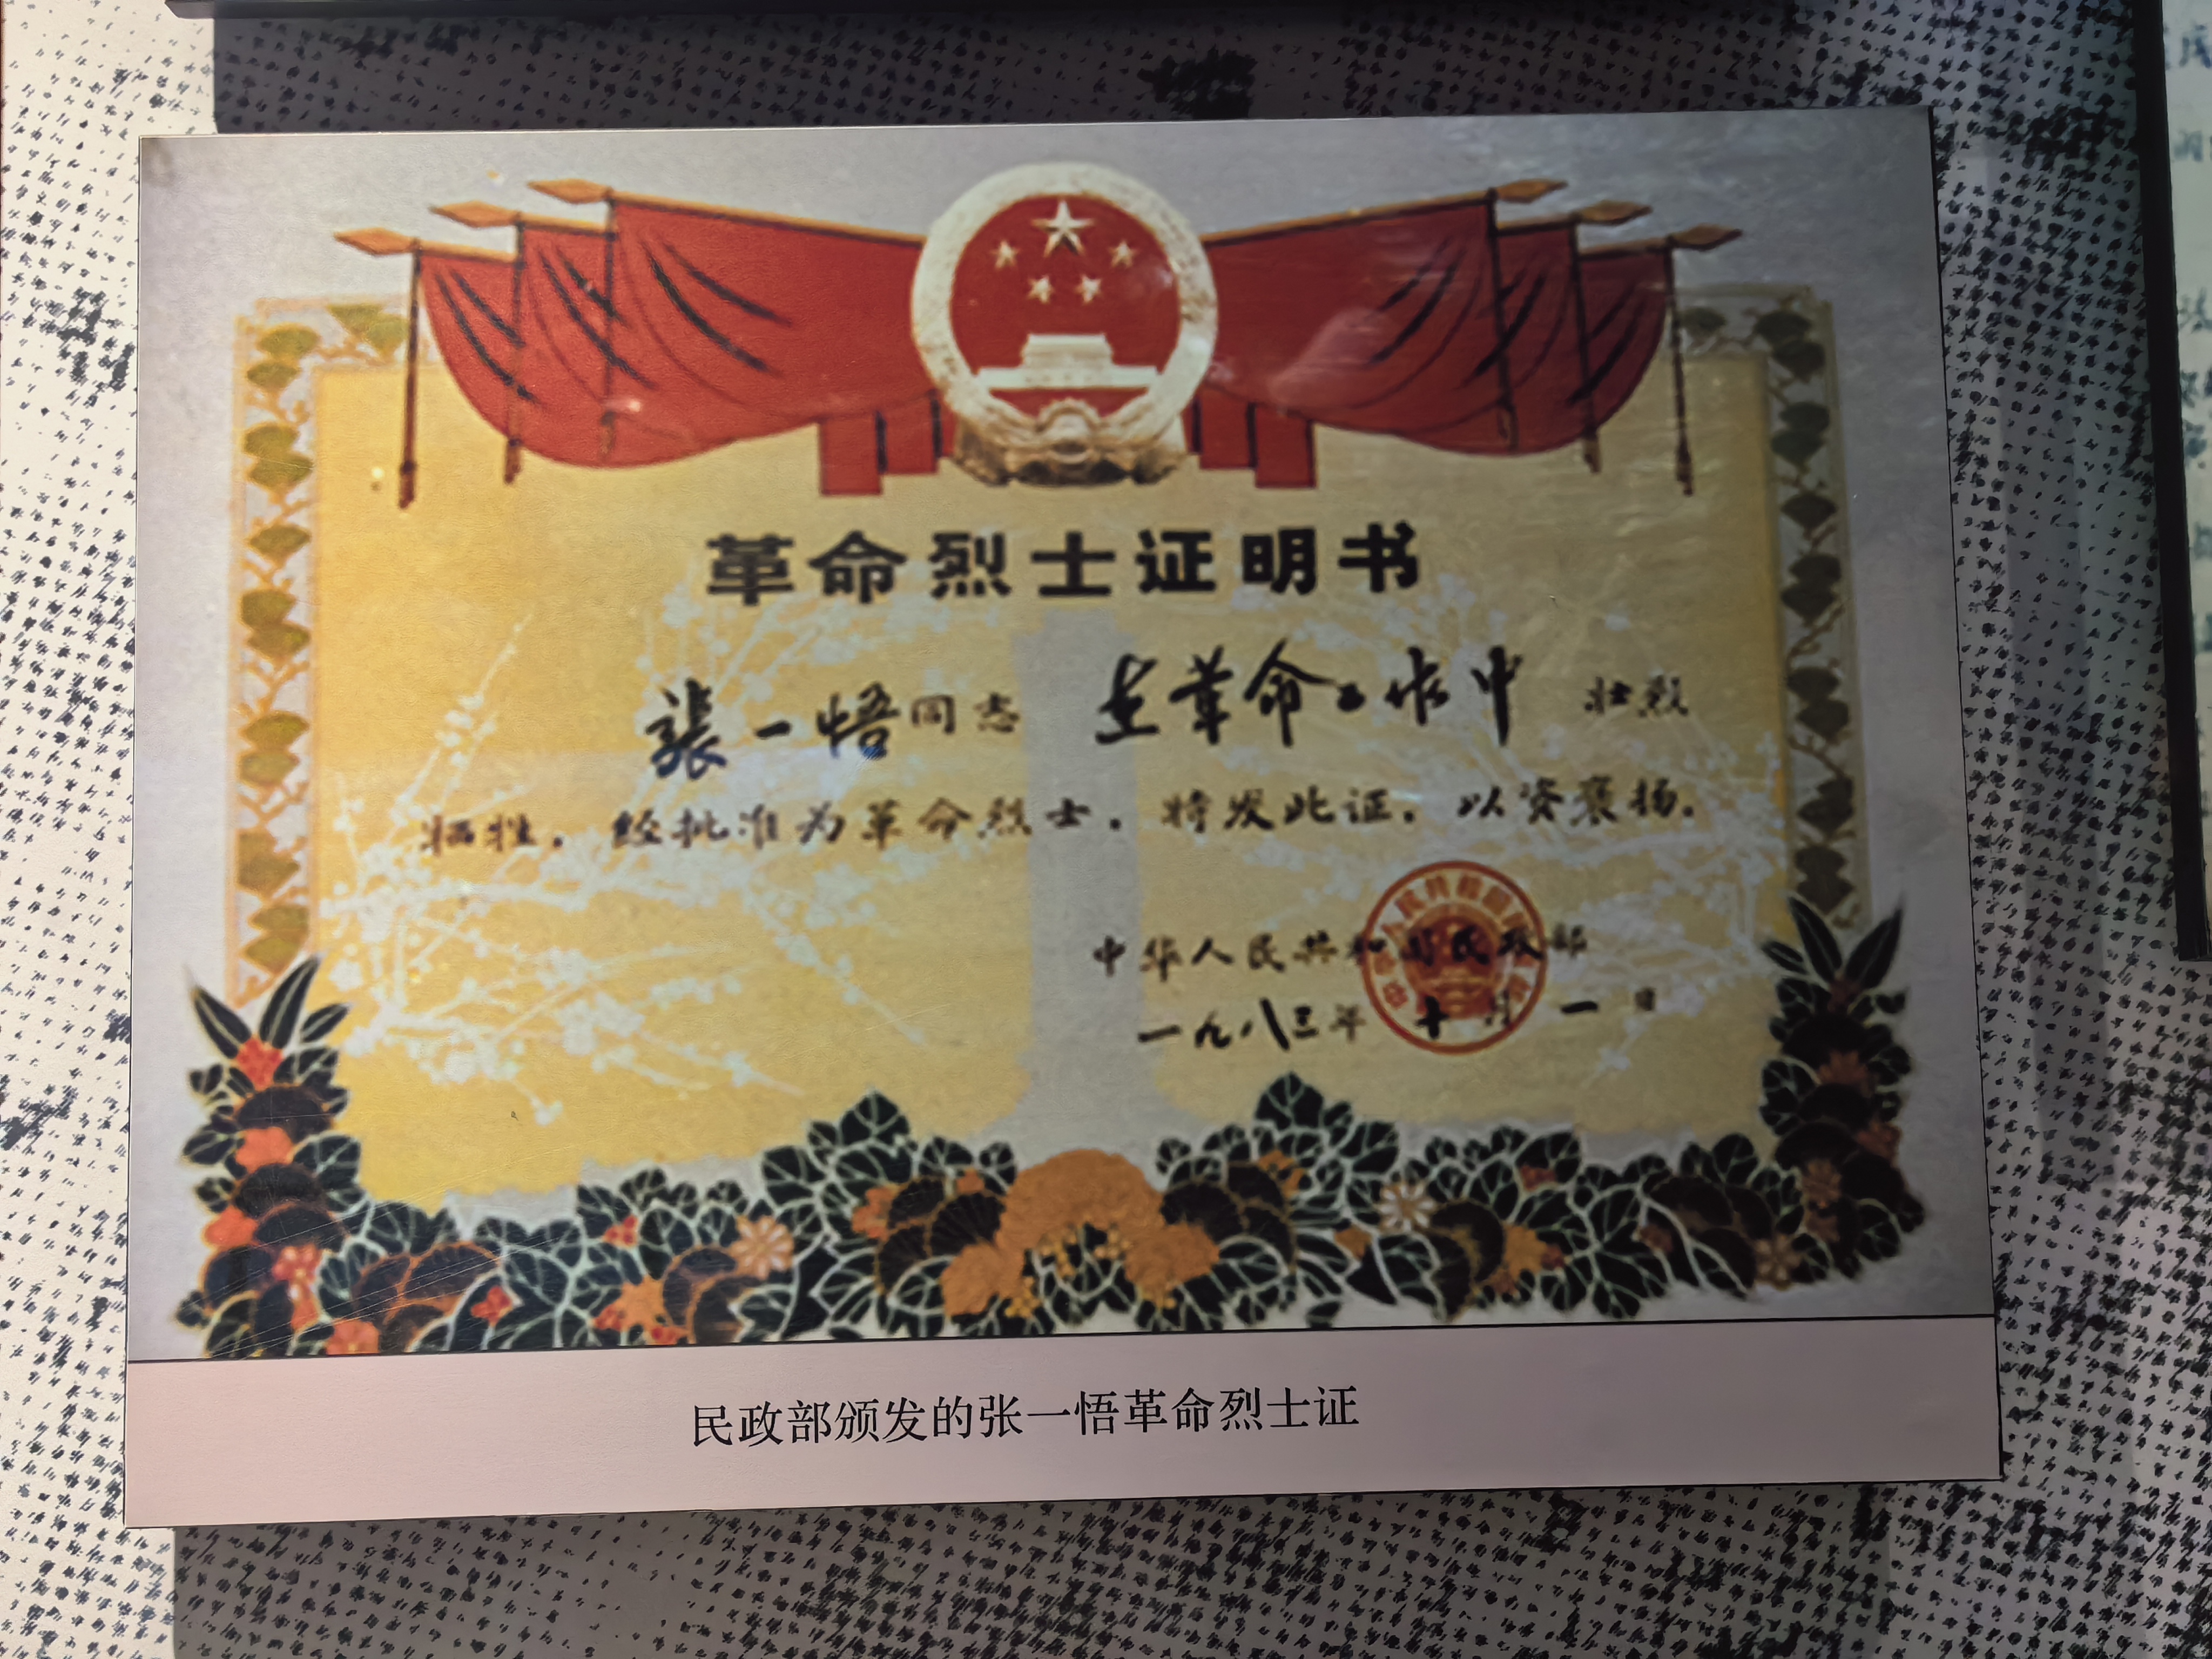 革命烈士证明书
張一悟同志 在革命工作中 壮烈
牺牲，经批准为革命烈士，特发此证，以资褒扬。
中华人民共和国民政部
一九八三年十月一日
民政部颁发的张一悟革命烈士证